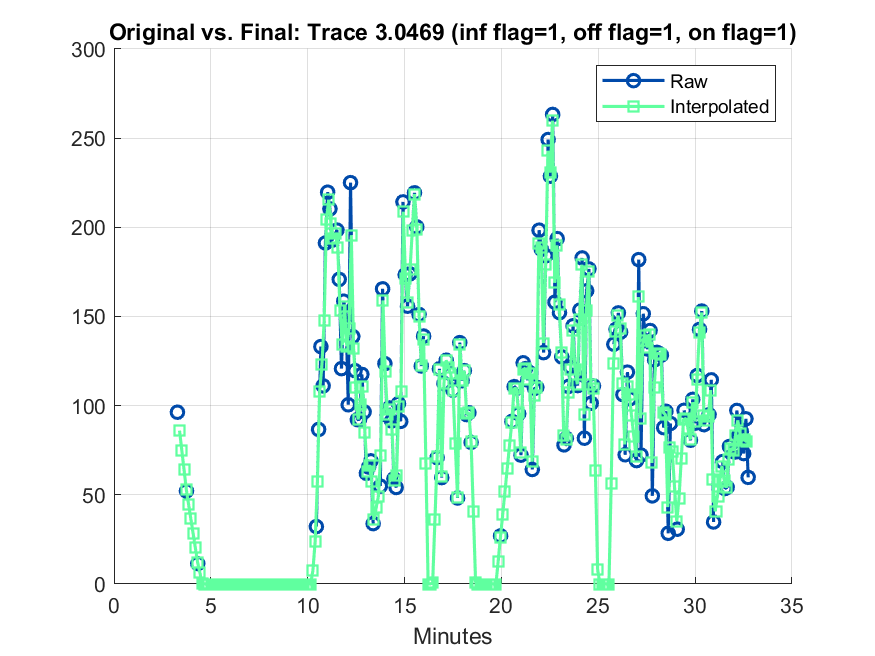 Original vs. Final: Trace 3.0469 (inf flag=1, off flag=1, on flag=1)
300
250
200
150
100
50
0
Raw
Interpolated
0 5 10 15 20 25 30 35
Minutes